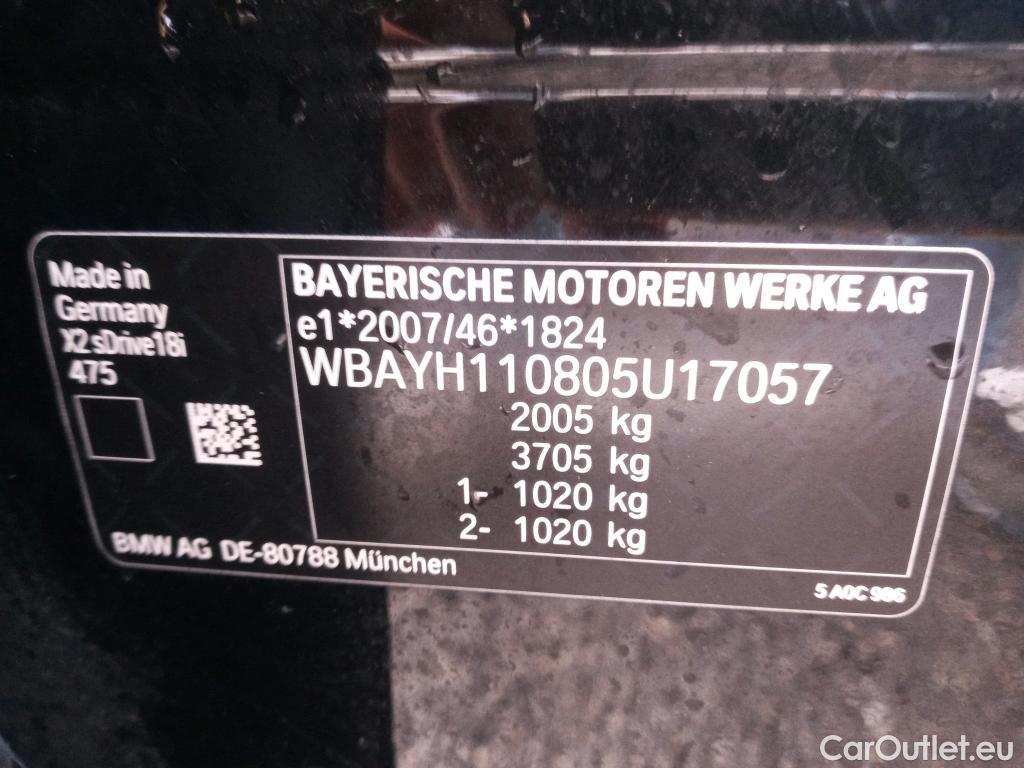 Made in
Germany
X2 sDrive18i
475
BAYERISCHE MOTOREN WERKE AG
e1*2007/46*1824
WBAYH110805U17057
2005 kg
3705 kg
1- 1020 kg
2- 1020 kg
BMW AG DE-80788 München
5 A0C 986
CarOutlet.eu